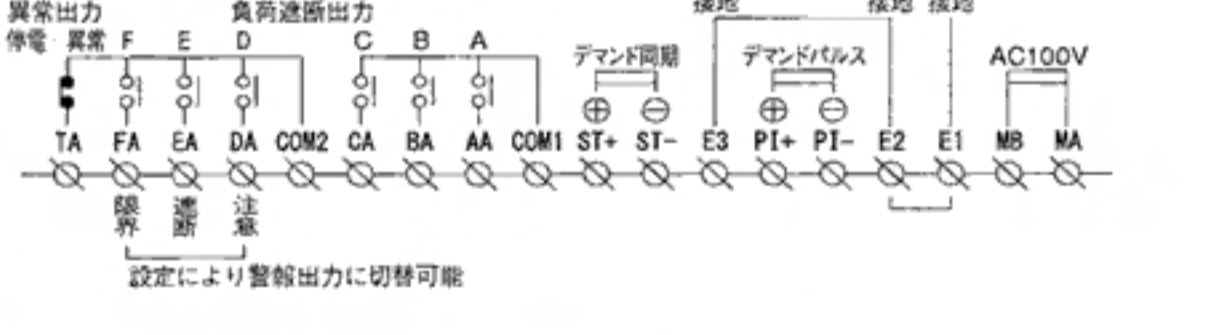 異常出力 負荷遮断出力 接地 接地 接地
停電・異常 F E D C B A デマンド同期 デマンドパルス AC100V
⊕ ⊖ ⊕ ⊖
TA FA EA DA COM2 CA BA AA COM1 ST+ ST- E3 PI+ PI- E2 E1 MB MA
限界 遮断 注意
設定により警報出力に切替可能